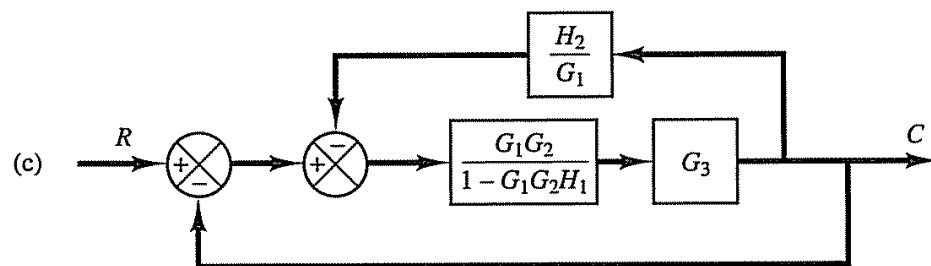 H₂
G₁
R
C
(c)
+
−
+
−
G₁G₂
1 − G₁G₂H₁
G₃